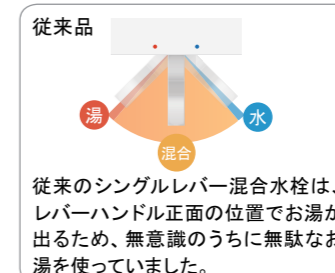 従来品
湯
水
混合
従来のシングルレバー混合水栓は、
レバーハンドル正面の位置でお湯が
出るため、無意識のうちに無駄なお
湯を使っていました。